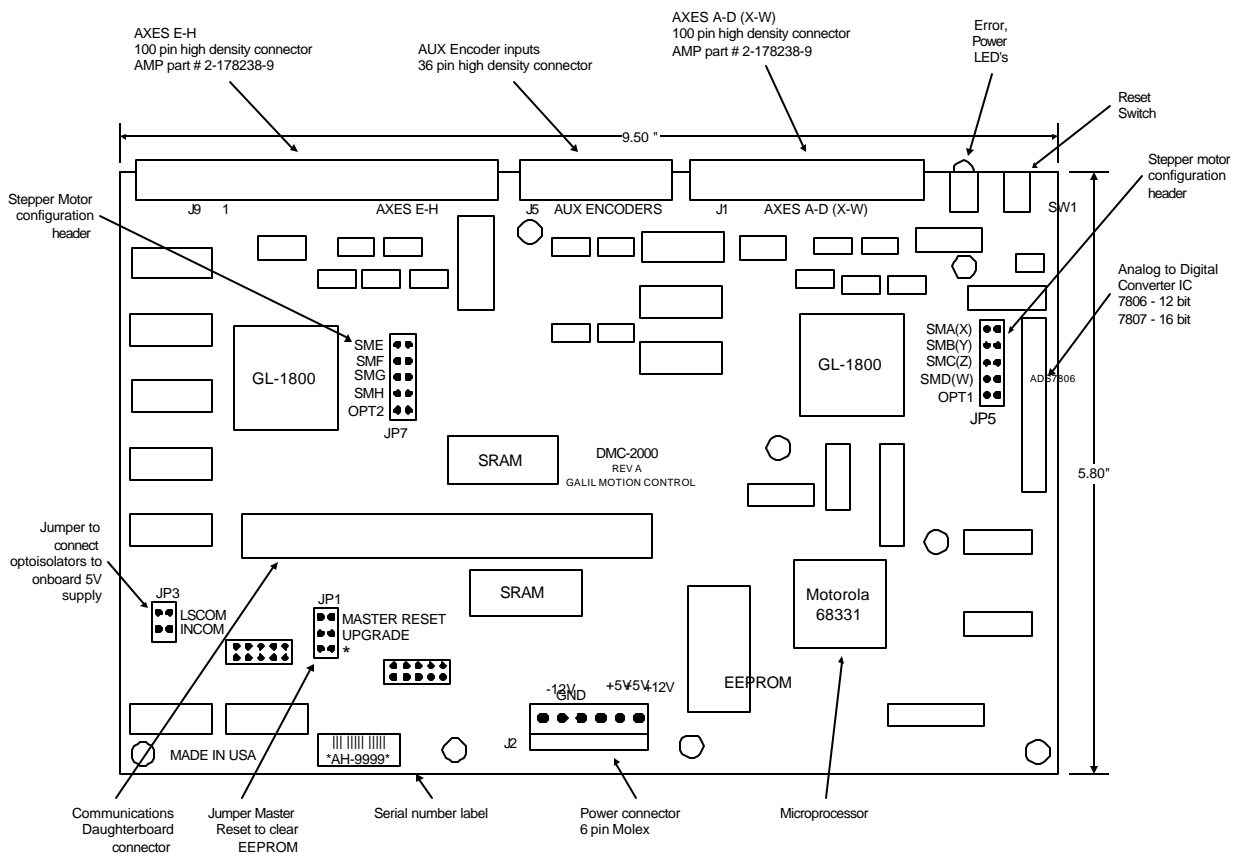 AXES E-H
100 pin high density connector
AMP part # 2-178238-9
AUX Encoder inputs
36 pin high density connector
AXES A-D (X-W)
100 pin high density connector
AMP part # 2-178238-9
Error,
Power
LED's
Reset
Switch
9.50 "
Stepper motor
configuration
header
Stepper Motor
configuration
header
J9 1 AXES E-H
J5 AUX ENCODERS
J1 AXES A-D (X-W)
SW1
Analog to Digital
Converter IC
7806 - 12 bit
7807 - 16 bit
GL-1800
SME
SMF
SMG
SMH
OPT2
JP7
GL-1800
SMA(X)
SMB(Y)
SMC(Z)
SMD(W)
OPT1
JP5
ADS7806
SRAM
DMC-2000
REV A
GALIL MOTION CONTROL
5.80"
Jumper to
connect
optoisolators to
onboard 5V
supply
JP3
LSCOM
INCOM
JP1
MASTER RESET
UPGRADE
*
SRAM
Motorola
68331
EEPROM
-12V GND +5V +5V +12V
J2
MADE IN USA
*AH-9999*
Communications
Daughterboard
connector
Jumper Master
Reset to clear
EEPROM
Serial number label
Power connector
6 pin Molex
Microprocessor